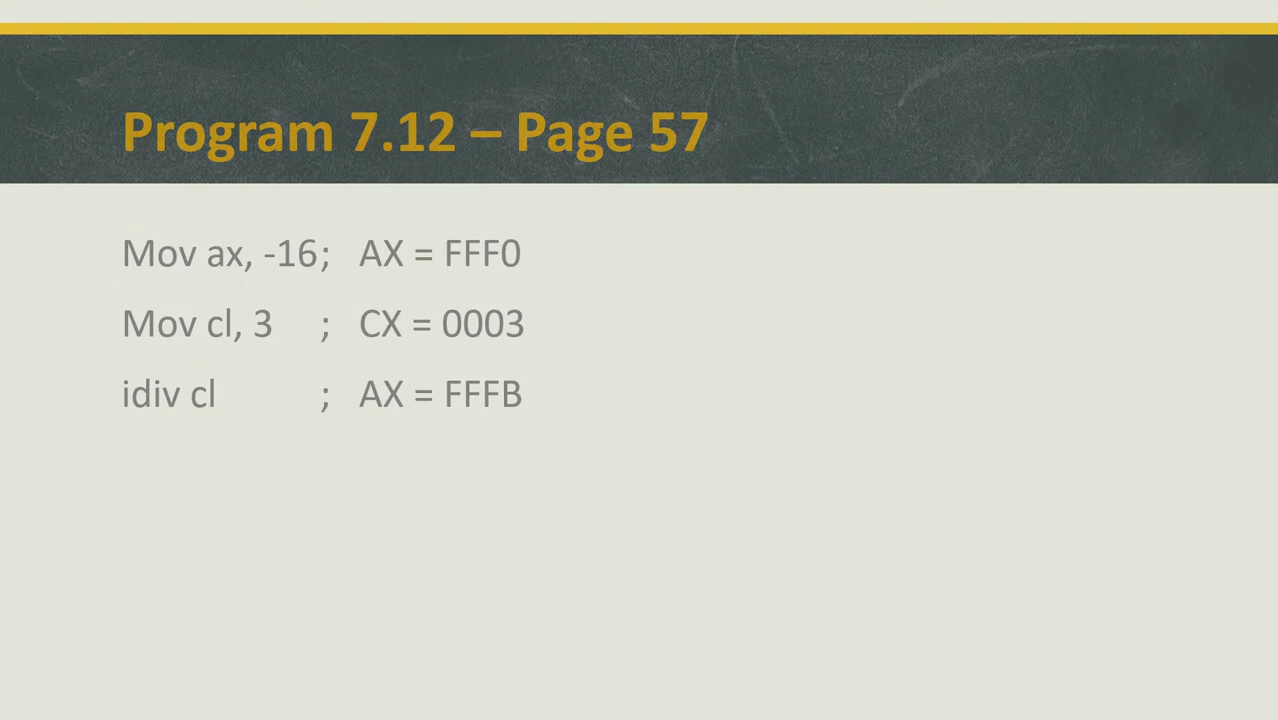 Program 7.12 – Page 57
Mov ax, -16; AX = FFF0
Mov cl, 3 ; CX = 0003
idiv cl ; AX = FFFB